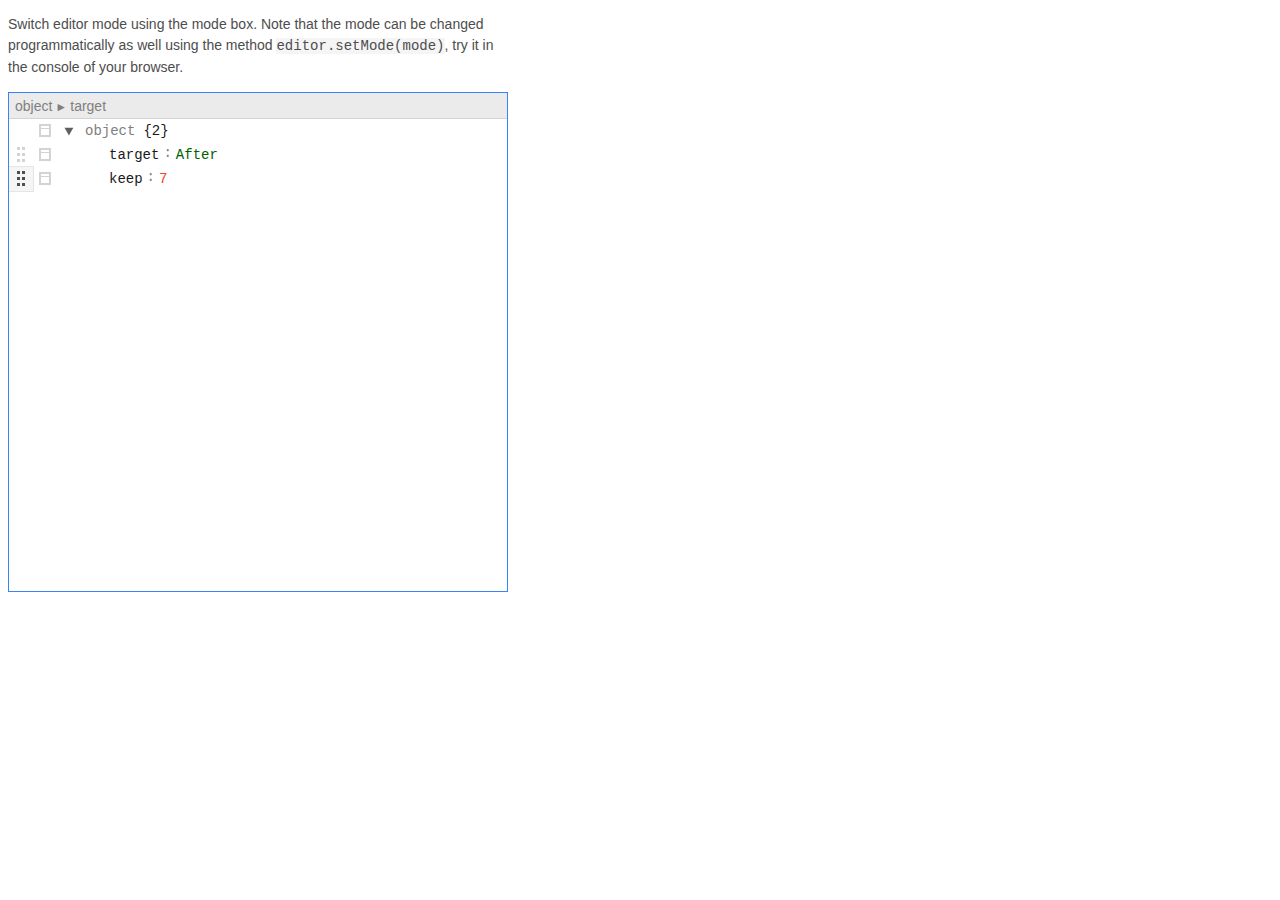 Switch editor mode using the mode box. Note that the mode can be changed
programmatically as well using the method editor.setMode(mode), try it in
the console of your browser.
object ► target
object {2}
target : After
keep : 7